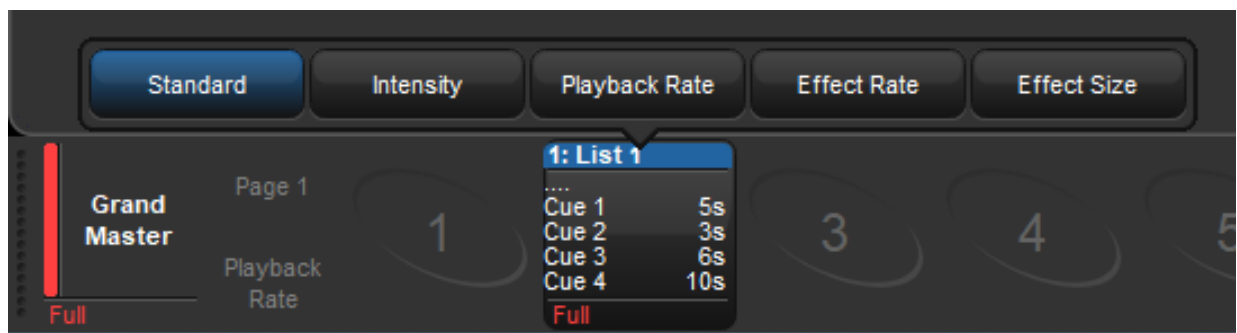 Standard Intensity Playback Rate Effect Rate Effect Size
Grand
Master
Full
Page 1
Playback
Rate
1
1: List 1
....
Cue 1 5s
Cue 2 3s
Cue 3 6s
Cue 4 10s
Full
3
4
5